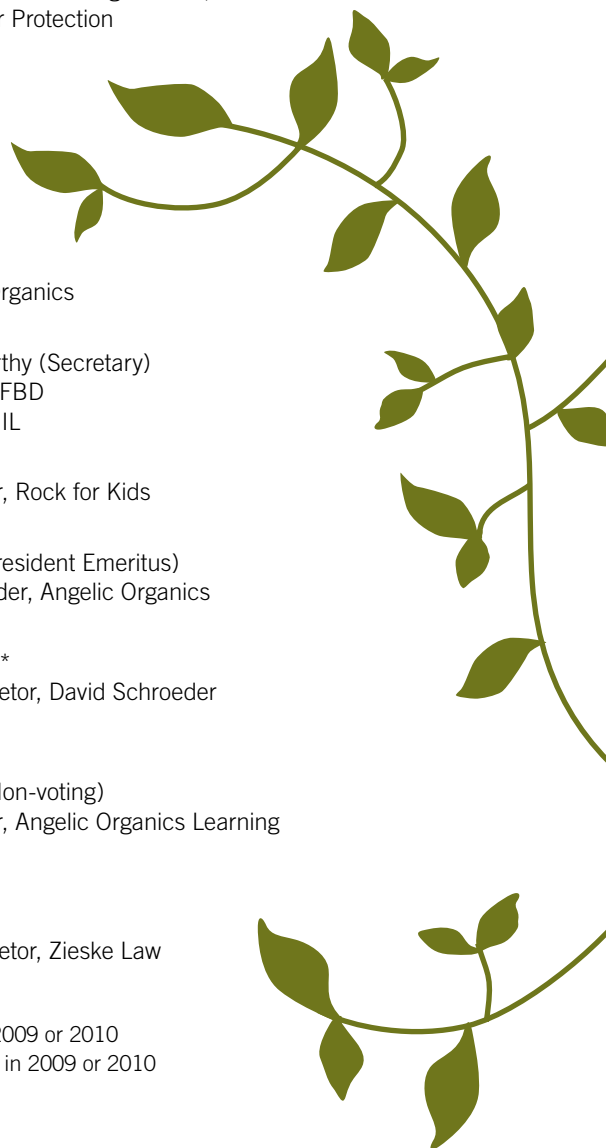 r Protection
rganics
rthy (Secretary)
FBD
IL
r, Rock for Kids
resident Emeritus)
der, Angelic Organics
*
etor, David Schroeder
on-voting)
r, Angelic Organics Learning
etor, Zieske Law
2009 or 2010
in 2009 or 2010